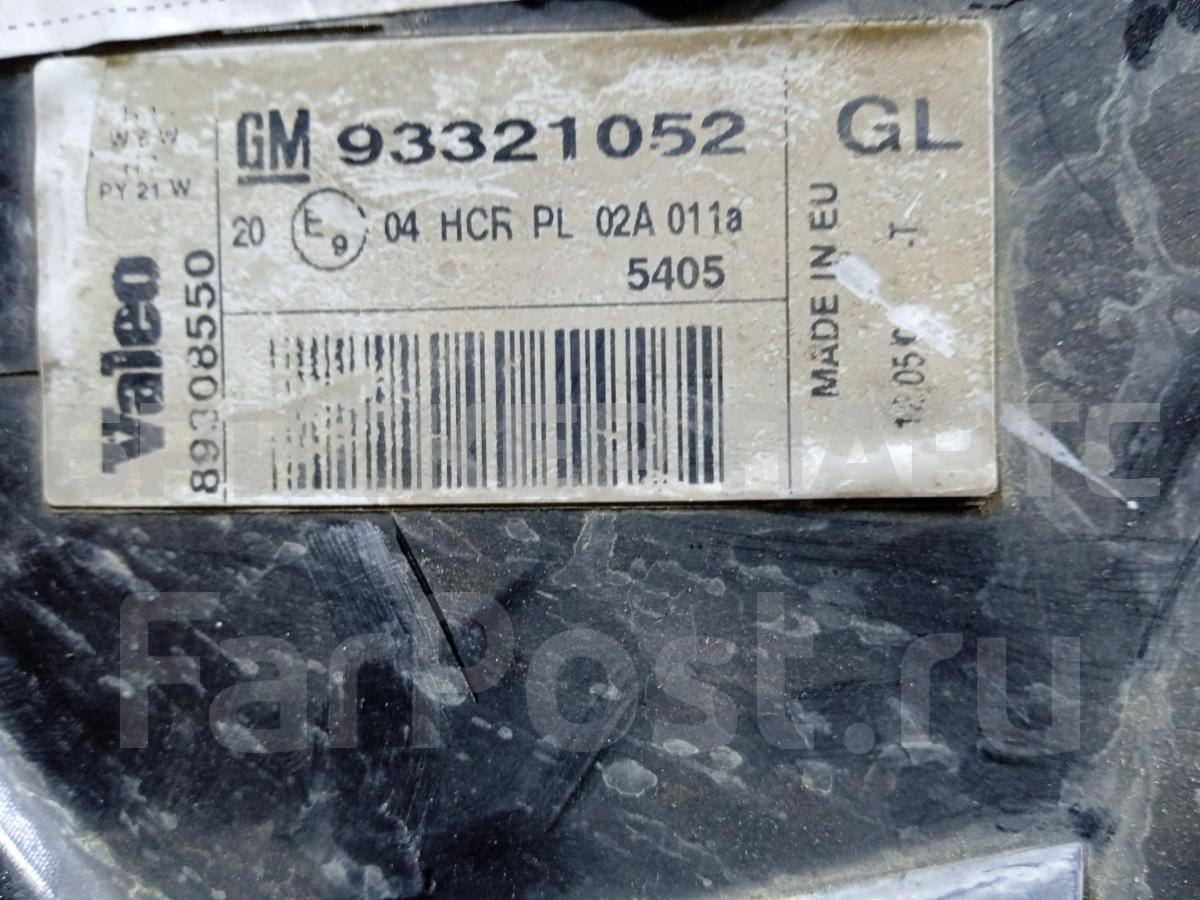 PY 21 W
GM 93321052
GL
20 E9 04 HCR PL 02A 011a
5405
Valeo
89308550
MADE IN EU
FarPost.ru